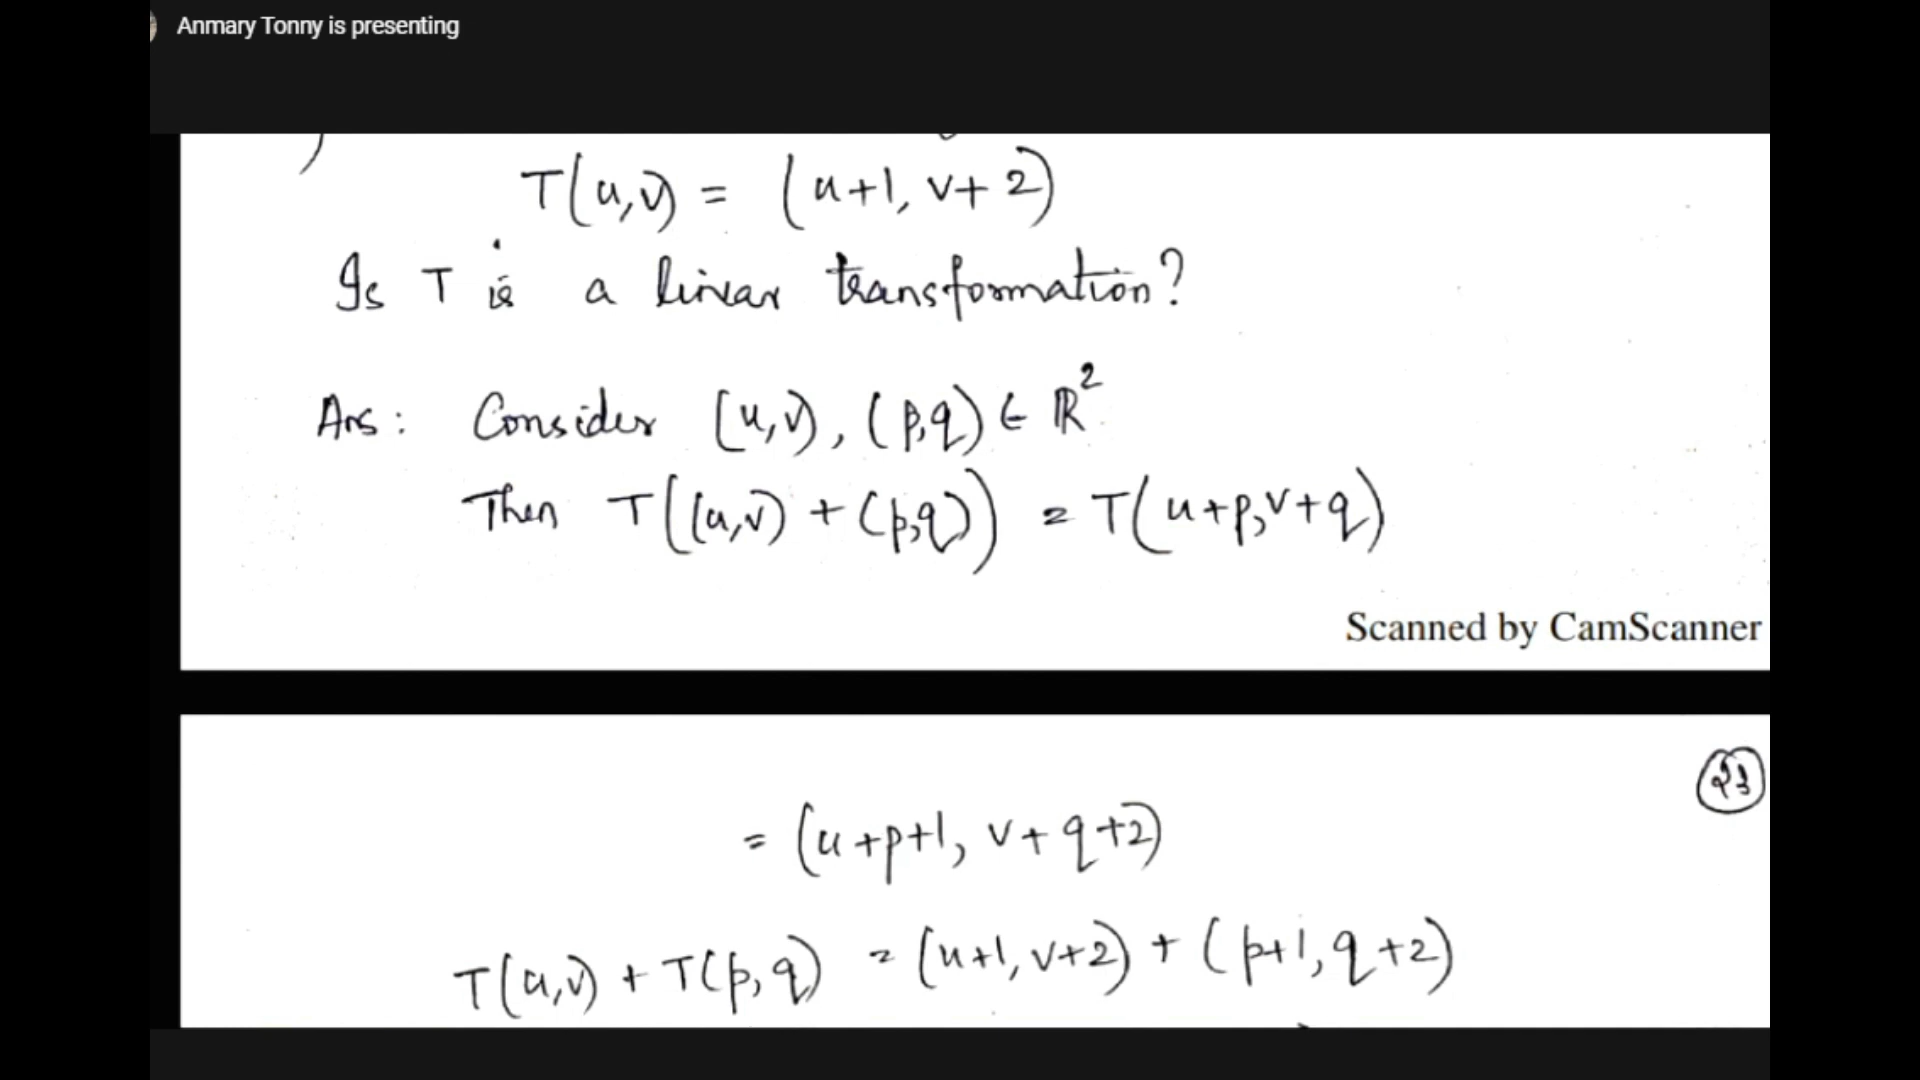 Anmary Tonny is presenting
T(u,v) = (u+1, v+2)
Is T is a linear transformation?
Ans: Consider (u,v), (p,q) ∈ ℝ²
Then T((u,v) + (p,q)) = T(u+p,v+q)
Scanned by CamScanner
23
= (u+p+1, v+q+2)
T(u,v) + T(p,q) = (u+1,v+2) + (p+1,q+2)